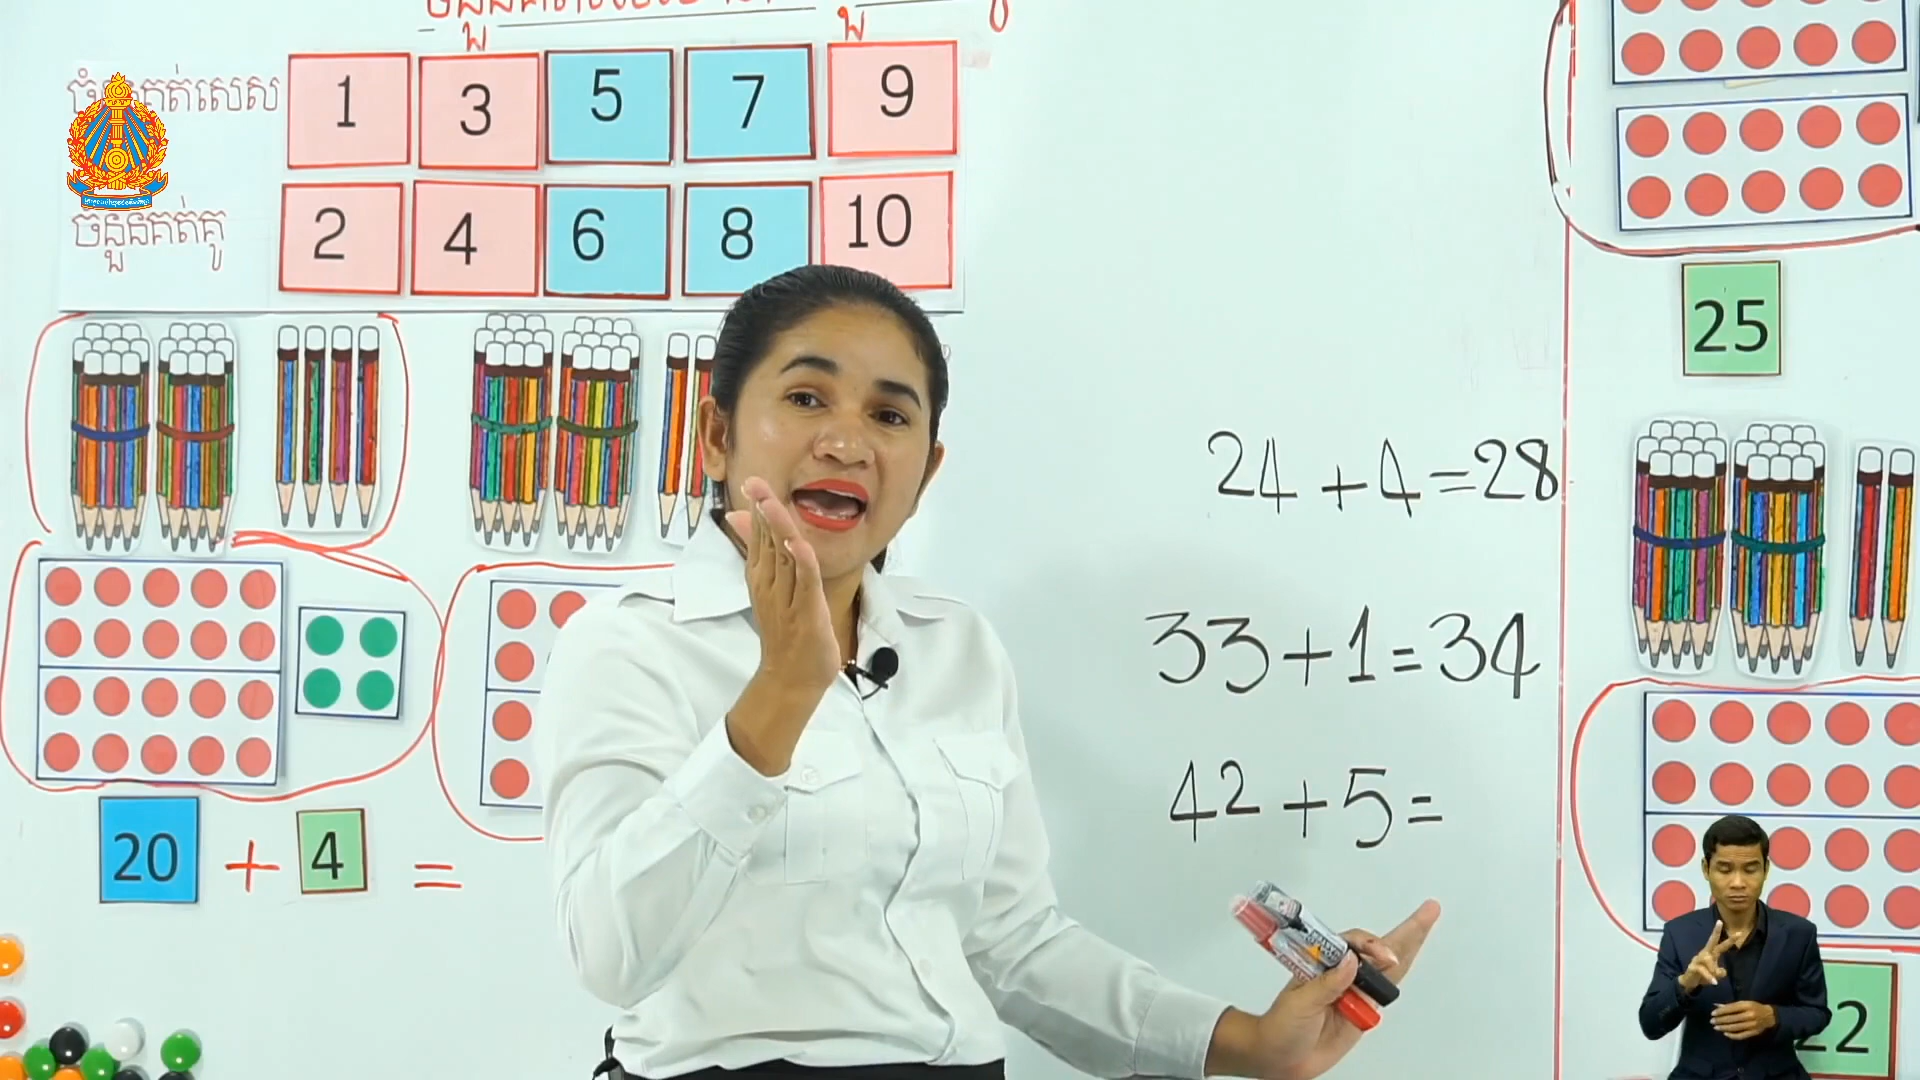 ចំនួនគត់សេស 1 3 5 7 9
ចំនួនគត់គូ 2 4 6 8 10
20 + 4 =
24 + 4 = 28
33 + 1 = 34
42 + 5 =
25
22